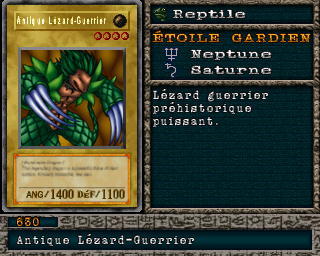 Antique Lézard-Guerrier
ANG/1400 DéF/1100
Reptile
ÉTOILE GARDIEN
Neptune
Saturne
Lézard guerrier
préhistorique
puissant.
630
Antique Lézard-Guerrier